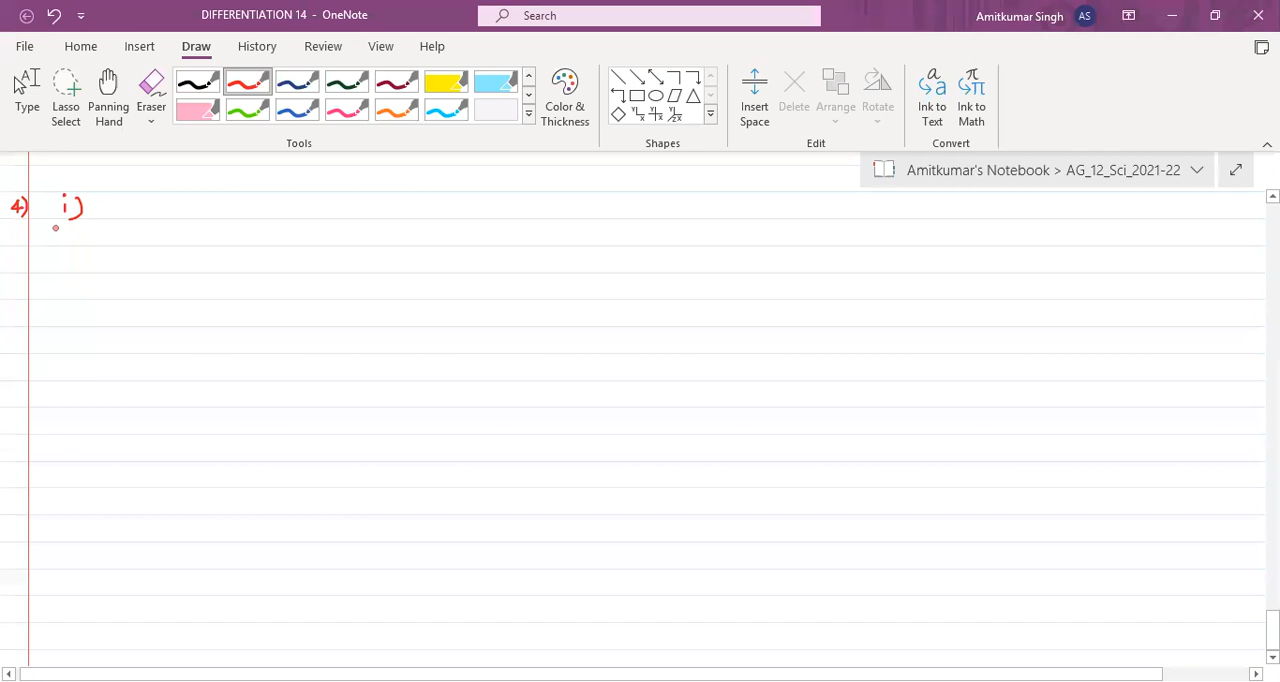 DIFFERENTIATION 14 - OneNote
Search
Amitkumar Singh AS
File Home Insert Draw History Review View Help
Type
Lasso Select
Panning Hand
Eraser
Color & Thickness
Insert Space
Delete
Arrange
Rotate
Ink to Text
Ink to Math
Tools Shapes Edit Convert
Amitkumar's Notebook > AG_12_Sci_2021-22
4) i)